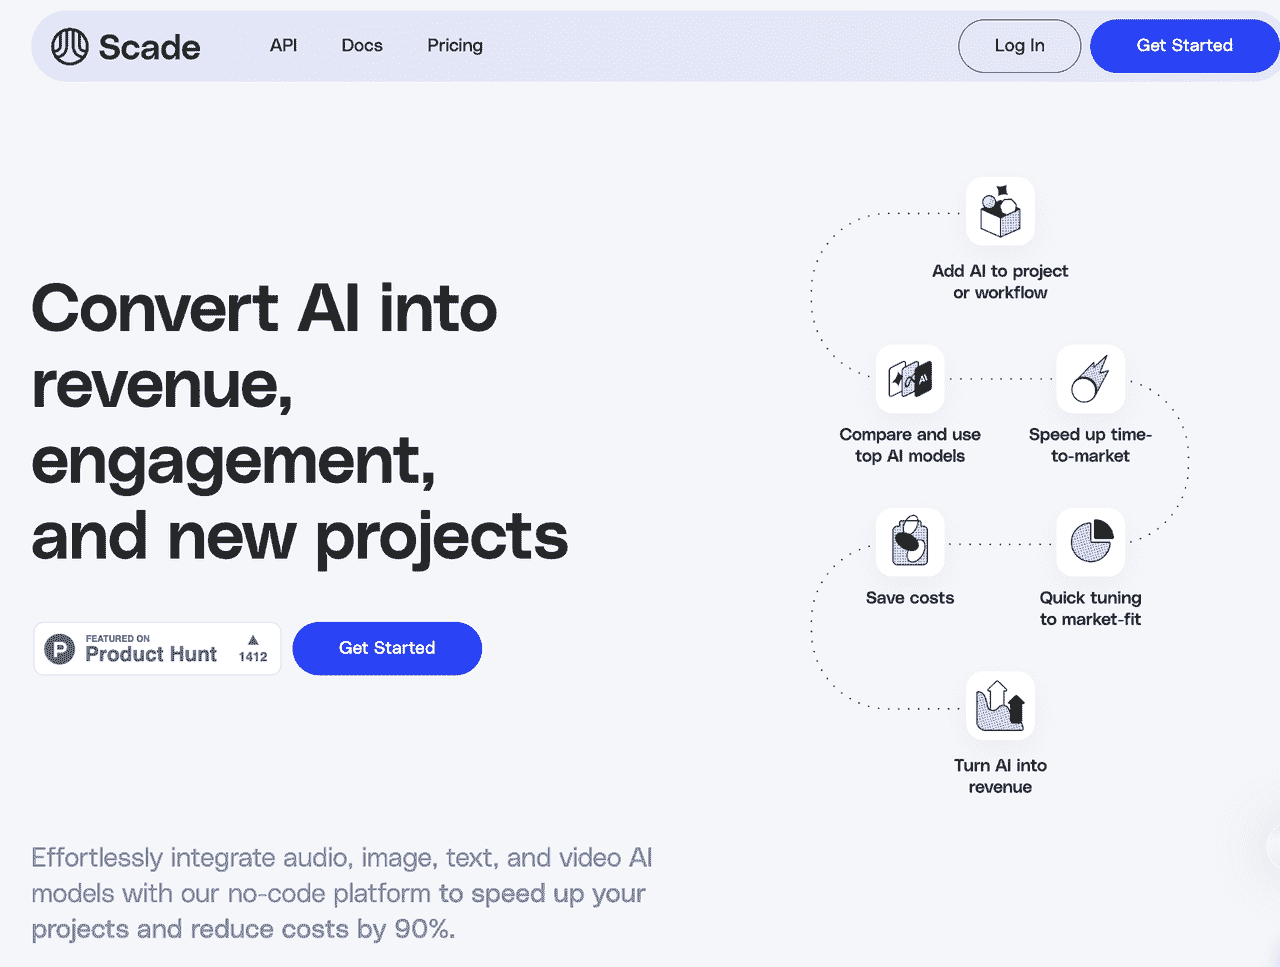 Scade
API
Docs
Pricing
Log In
Get Started
Convert AI into
revenue,
engagement,
and new projects
FEATURED ON
Product Hunt
1412
Get Started
Effortlessly integrate audio, image, text, and video AI
models with our no-code platform to speed up your
projects and reduce costs by 90%.
Add AI to project
or workflow
AI
Compare and use
top AI models
Speed up time-
to-market
Save costs
Quick tuning
to market-fit
Turn AI into
revenue